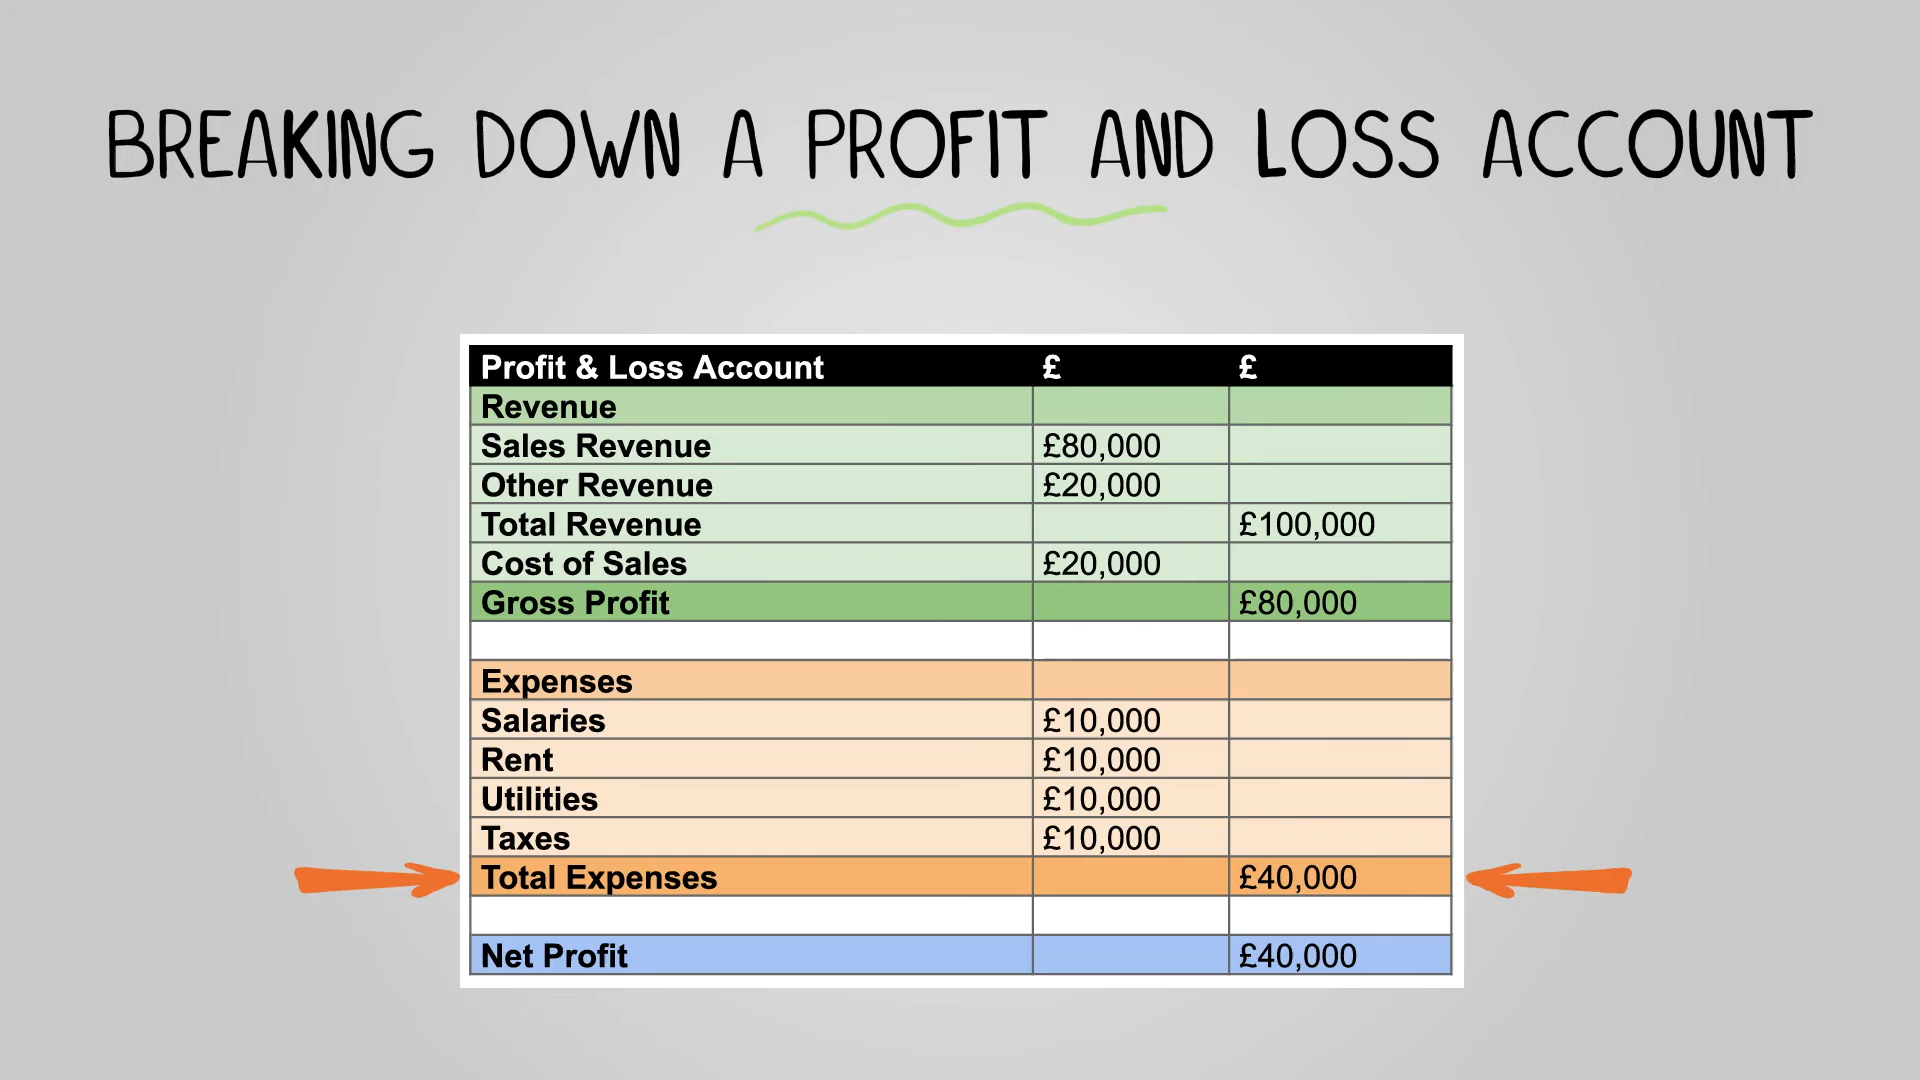 BREAKING DOWN A PROFIT AND LOSS ACCOUNT
Profit & Loss Account £ £
Revenue
Sales Revenue £80,000
Other Revenue £20,000
Total Revenue £100,000
Cost of Sales £20,000
Gross Profit £80,000
Expenses
Salaries £10,000
Rent £10,000
Utilities £10,000
Taxes £10,000
Total Expenses £40,000
Net Profit £40,000